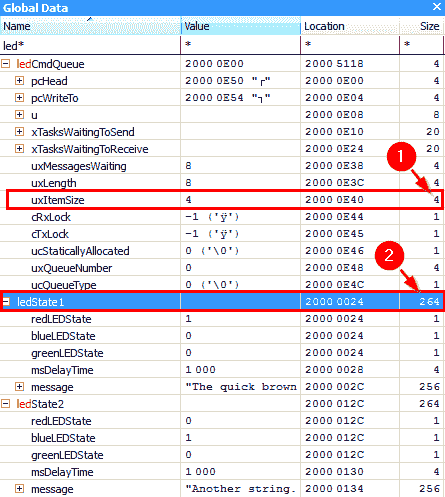 Global Data
Name Value Location Size
led* * * *
ledCmdQueue 2000 0E00 2000 5118 4
pcHead 2000 0E50 "┌" 2000 0E00 4
pcWriteTo 2000 0E54 "┐" 2000 0E04 4
u 2000 0E08 8
xTasksWaitingToSend 2000 0E10 20
xTasksWaitingToReceive 2000 0E24 20
uxMessagesWaiting 8 2000 0E38 4
1
uxLength 8 2000 0E3C 4
uxItemSize 4 2000 0E40 4
cRxLock -1 ('ÿ') 2000 0E44 1
cTxLock -1 ('ÿ') 2000 0E45 1
ucStaticallyAllocated 0 ('\0') 2000 0E46 1
2
uxQueueNumber 0 2000 0E48 4
ucQueueType 0 ('\0') 2000 0E4C 1
ledState1 2000 0024 264
redLEDState 1 2000 0024 1
blueLEDState 0 2000 0024 1
greenLEDState 0 2000 0024 1
msDelayTime 1 000 2000 0028 4
message "The quick brown 2000 002C 256
ledState2 2000 012C 264
redLEDState 0 2000 012C 1
blueLEDState 1 2000 012C 1
greenLEDState 0 2000 012C 1
msDelayTime 1 000 2000 0130 4
message "Another string. 2000 0134 256